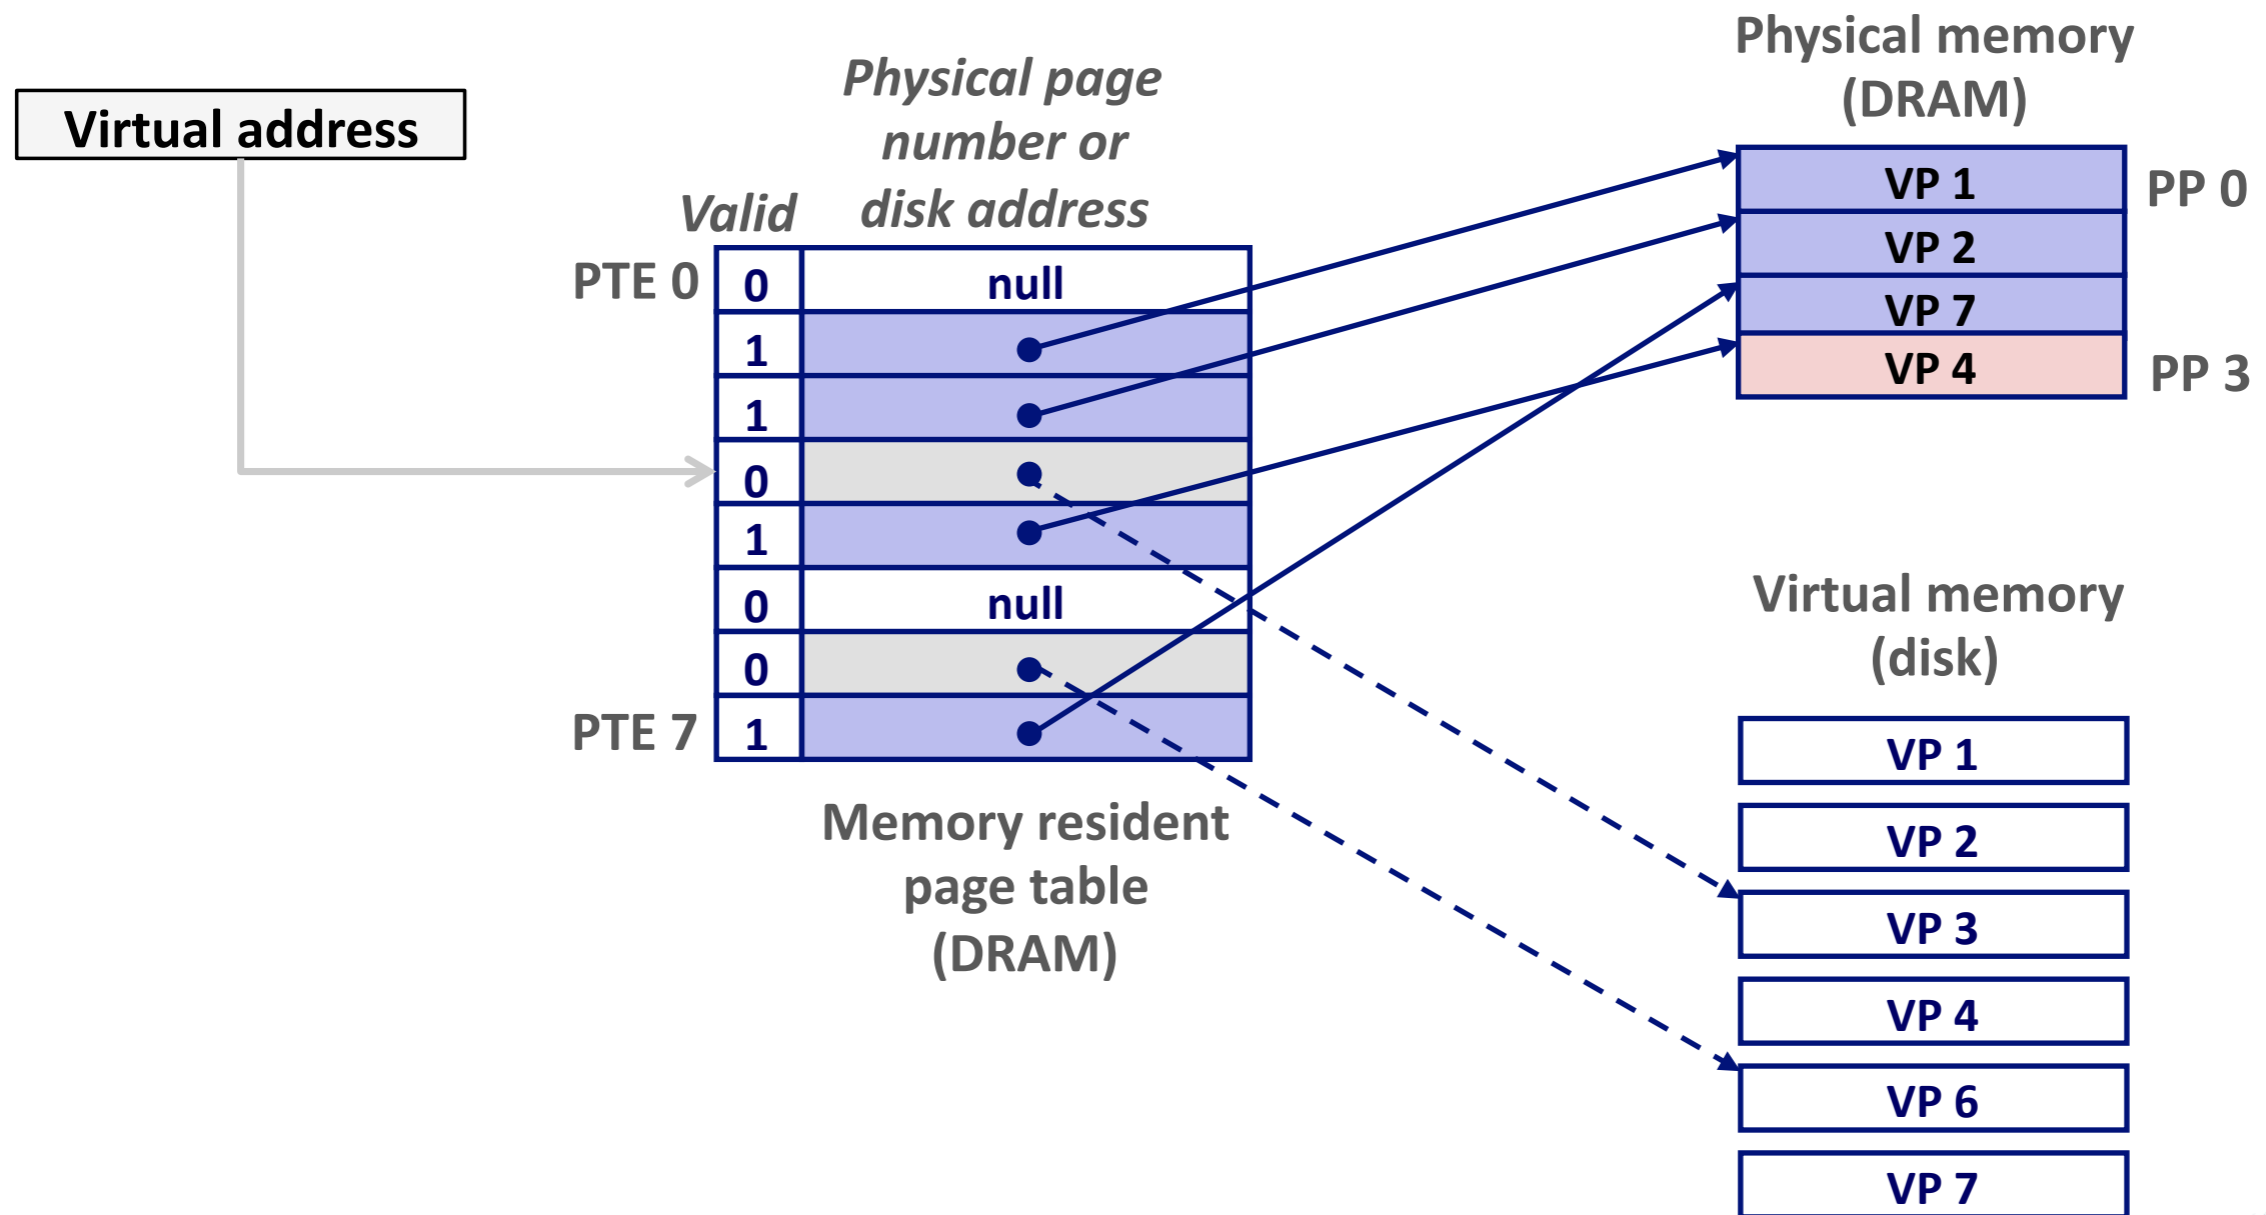 Virtual address
Physical page
number or
disk address
Valid
PTE 0
0 null
1
1
0
1
0 null
0
PTE 7 1
Memory resident
page table
(DRAM)
Physical memory
(DRAM)
VP 1 PP 0
VP 2
VP 7
VP 4 PP 3
Virtual memory
(disk)
VP 1
VP 2
VP 3
VP 4
VP 6
VP 7